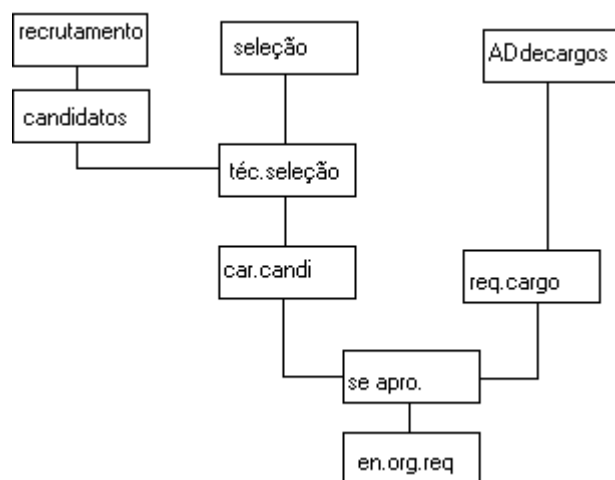 recrutamento
seleção
ADdecargos
candidatos
téc.seleção
car.candi
req.cargo
se apro.
en.org.req